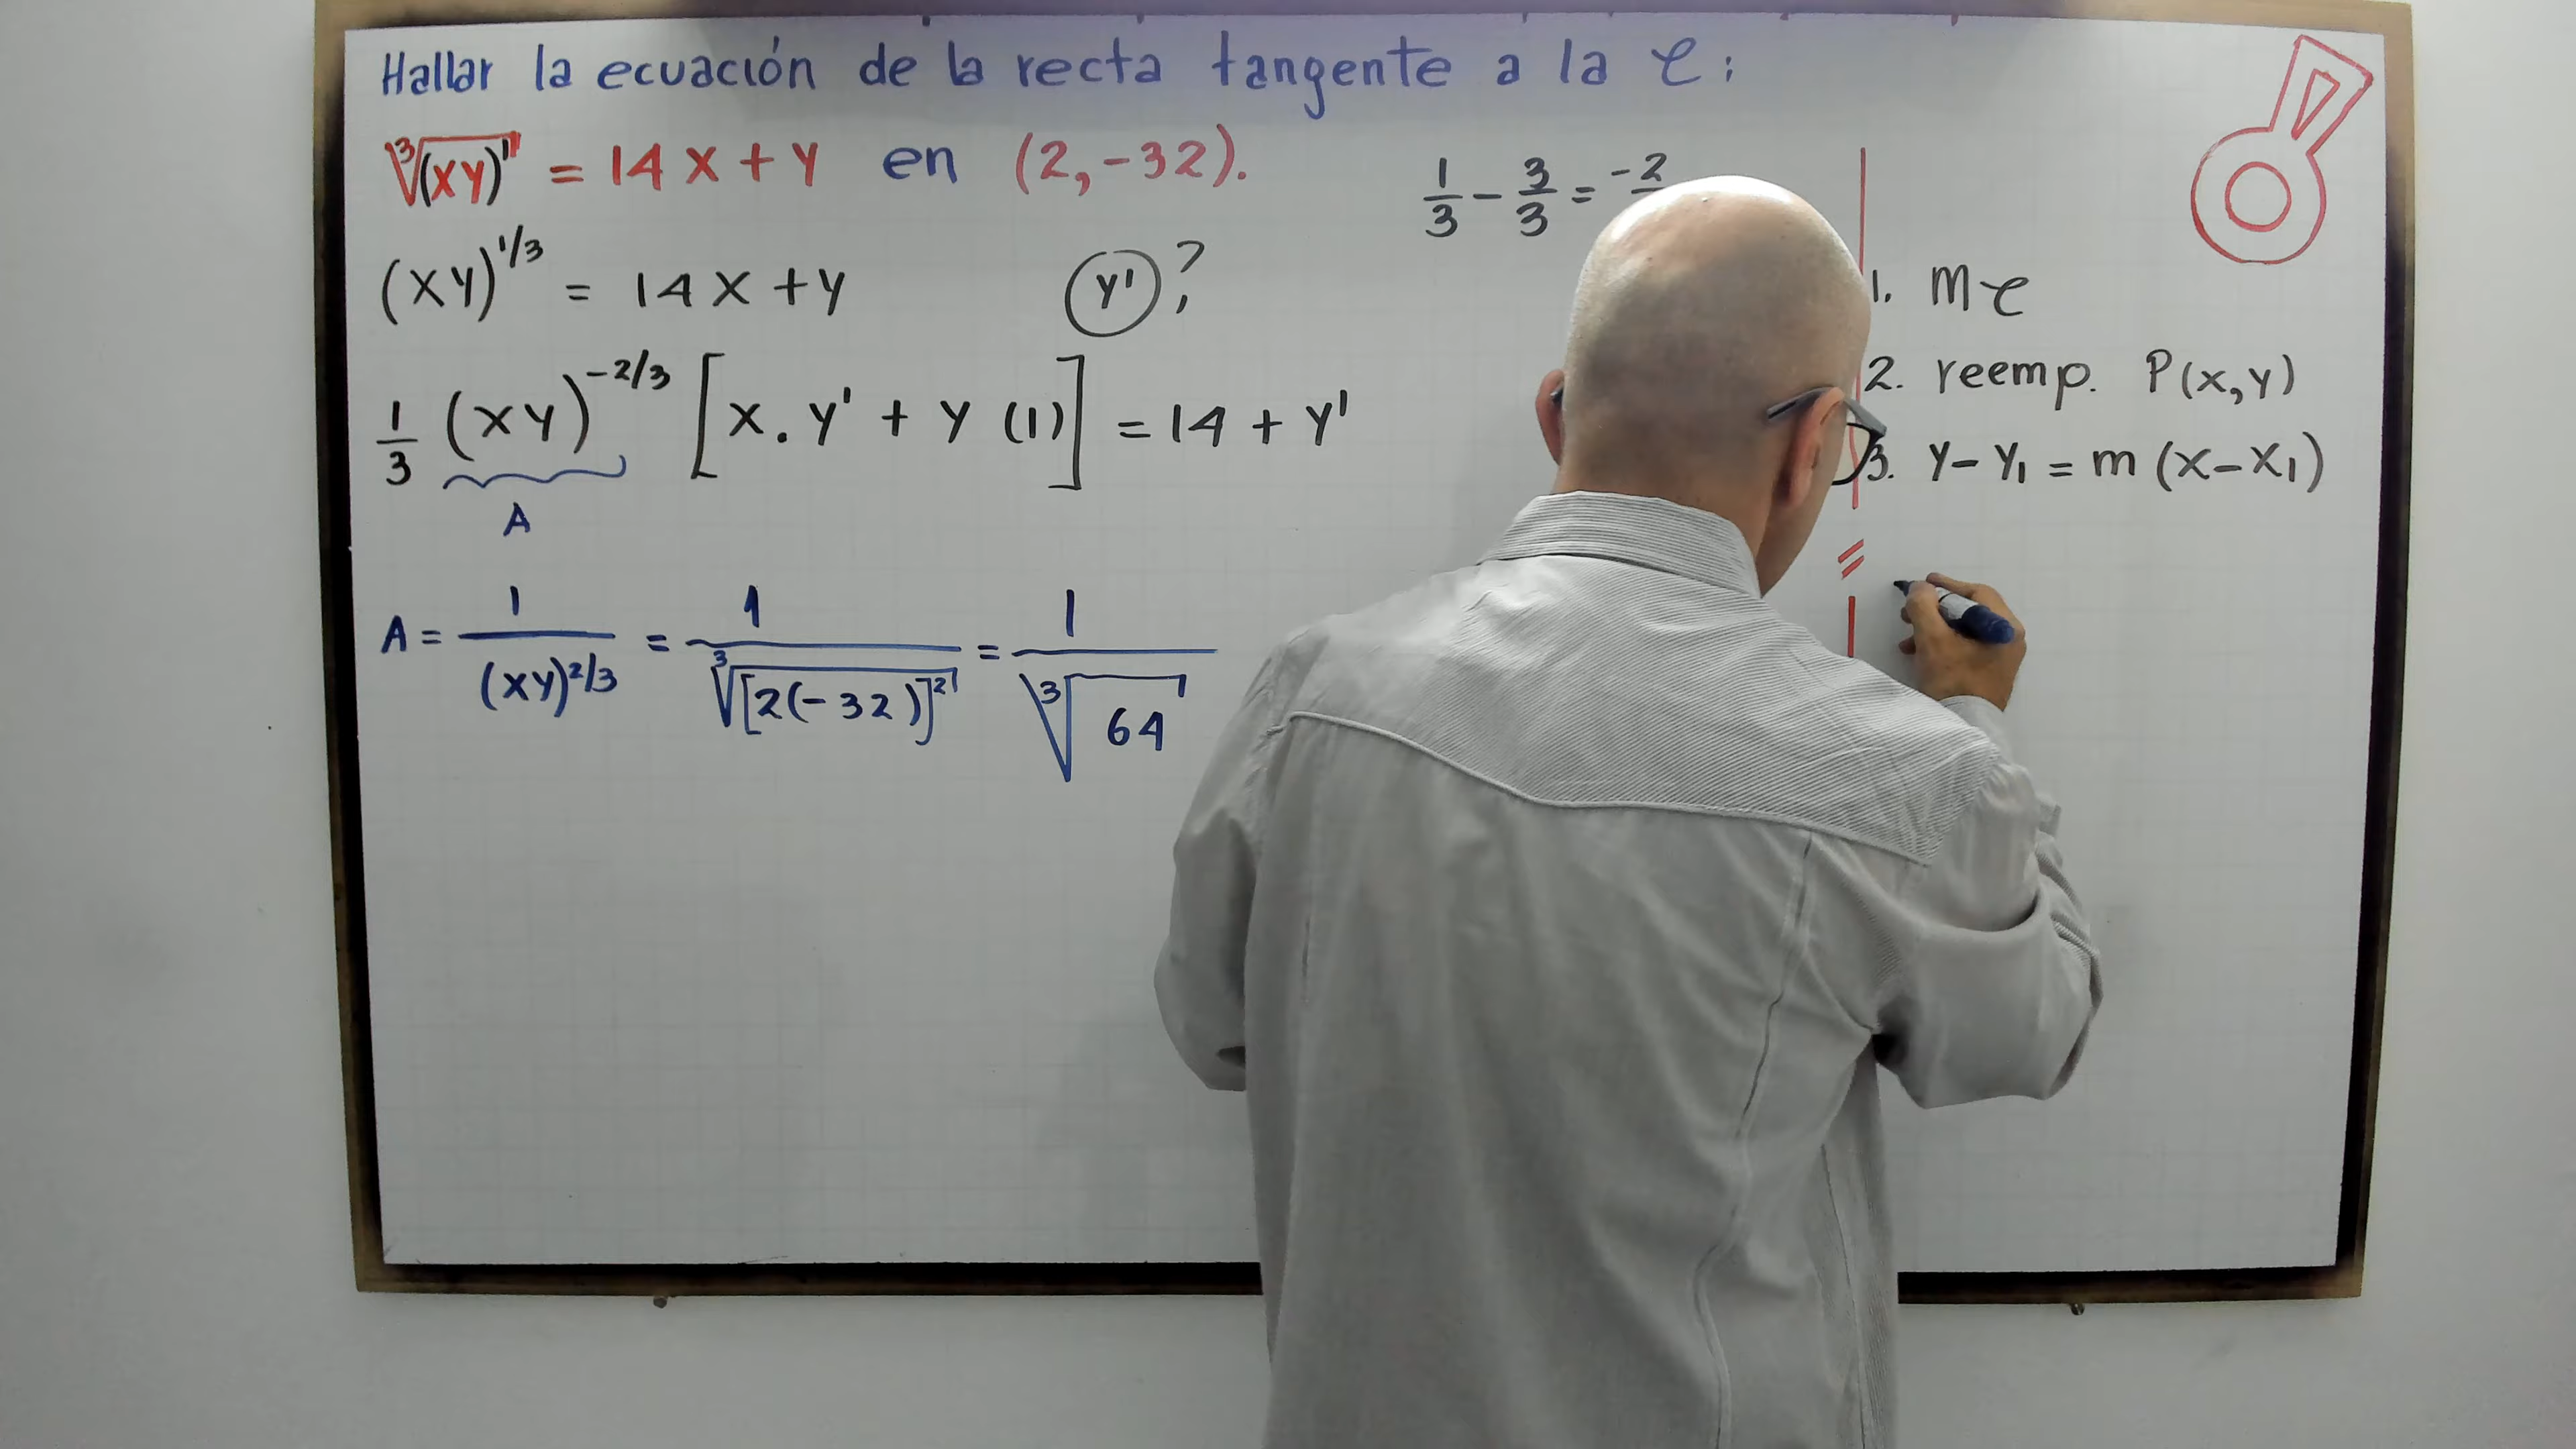 Hallar la ecuación de la recta tangente a la C:
∛(xy) = 14x + y en (2,-32).
1/3 - 3/3 = -2
(xy)^1/3 = 14x + y
y' ?
1/3 (xy)^-2/3 [x . y' + y (1)] = 14 + y'
A
A = 1/(xy)^2/3 = 1/∛[2(-32)]^2 = 1/∛64
1. mC
2. reemp. P(x,y)
3. y - y₁ = m (x - x₁)
=